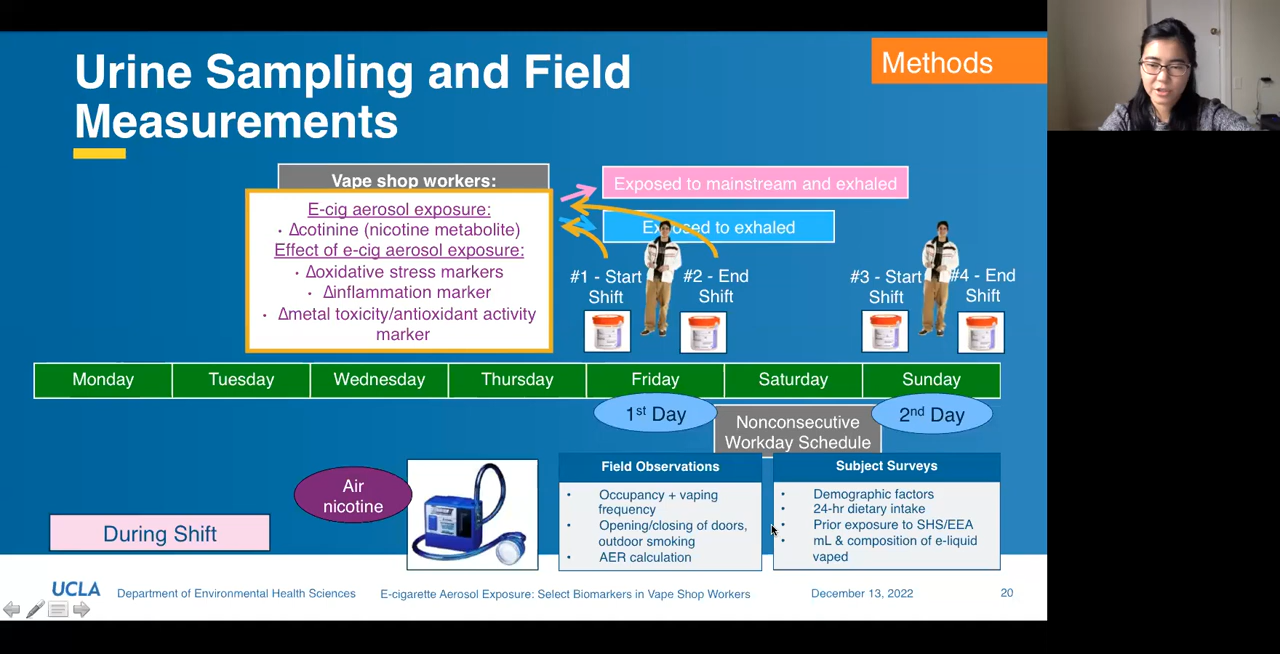 Urine Sampling and Field
Measurements
Methods
Vape shop workers:
E-cig aerosol exposure:
• Δcotinine (nicotine metabolite)
Effect of e-cig aerosol exposure:
• Δoxidative stress markers
• Δinflammation marker
• Δmetal toxicity/antioxidant activity
marker
Exposed to mainstream and exhaled
Exposed to exhaled
#1 - Start
Shift
#2 - End
Shift
#3 - Start
Shift
#4 - End
Shift
Monday
Tuesday
Wednesday
Thursday
Friday
Saturday
Sunday
1st Day
Nonconsecutive
Workday Schedule
2nd Day
Air
nicotine
During Shift
Field Observations
• Occupancy + vaping
frequency
• Opening/closing of doors,
outdoor smoking
• AER calculation
Subject Surveys
• Demographic factors
• 24-hr dietary intake
• Prior exposure to SHS/EEA
• mL & composition of e-liquid
vaped
UCLA
Department of Environmental Health Sciences
E-cigarette Aerosol Exposure: Select Biomarkers in Vape Shop Workers
December 13, 2022
20